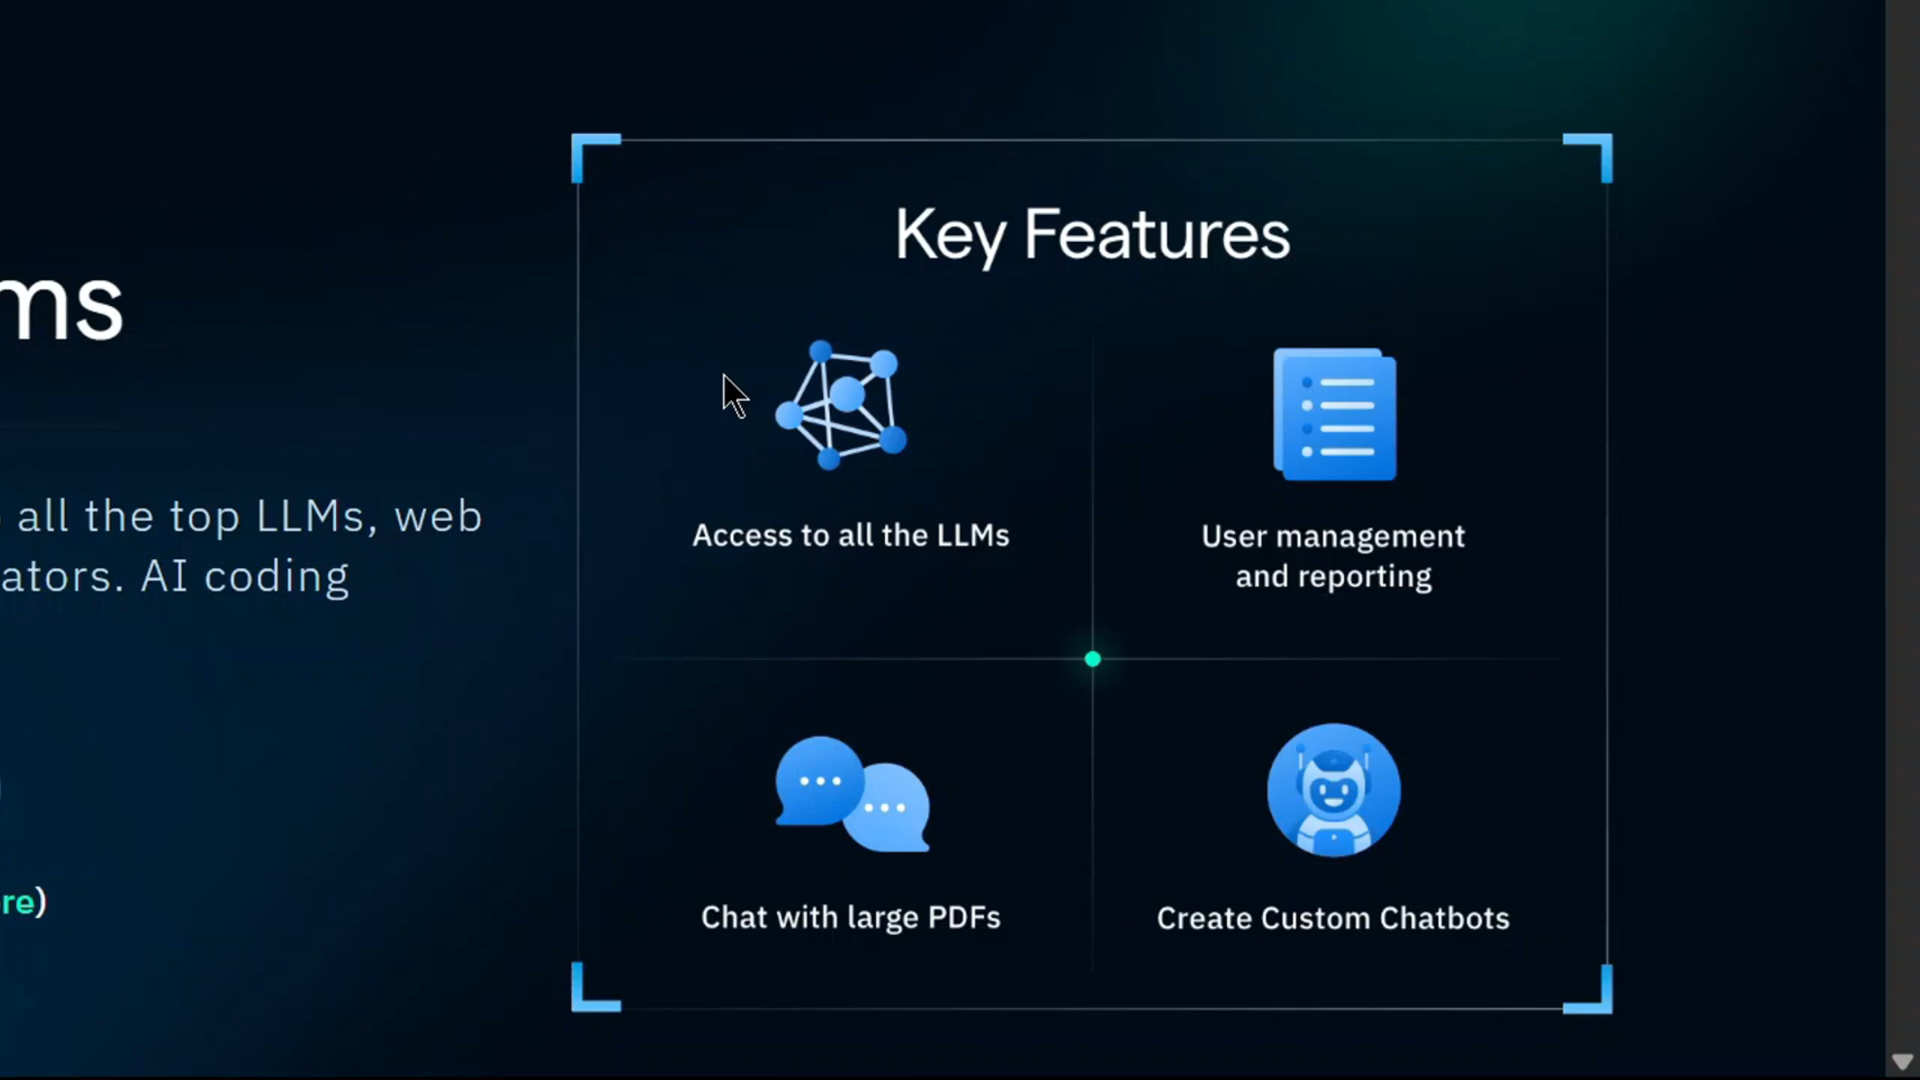 Key Features
ms
Access to all the LLMs
User management
and reporting
all the top LLMs, web
ators. AI coding
re)
Chat with large PDFs
Create Custom Chatbots